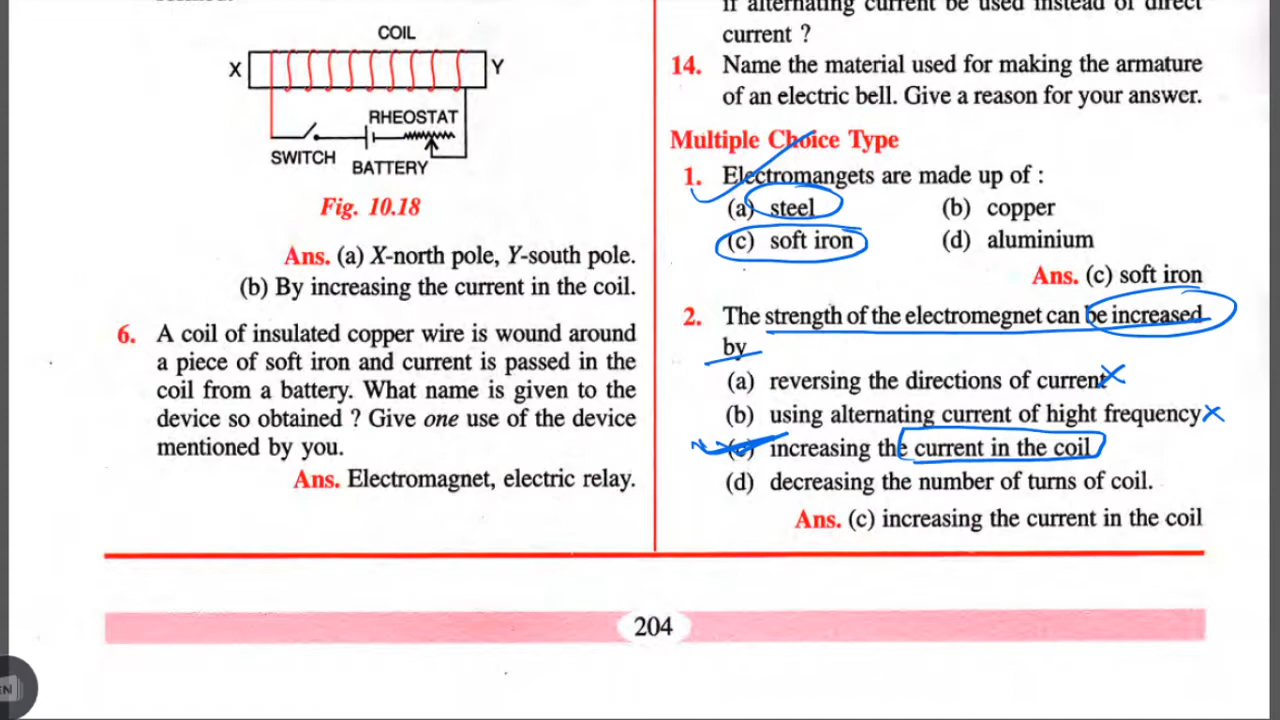 COIL
X
Y
RHEOSTAT
SWITCH
BATTERY
Fig. 10.18
Ans. (a) X-north pole, Y-south pole.
(b) By increasing the current in the coil.
6. A coil of insulated copper wire is wound around
a piece of soft iron and current is passed in the
coil from a battery. What name is given to the
device so obtained ? Give one use of the device
mentioned by you.
Ans. Electromagnet, electric relay.
if alternating current be used instead of direct
current ?
14. Name the material used for making the armature
of an electric bell. Give a reason for your answer.
Multiple Choice Type
1. Electromangets are made up of :
(a) steel (b) copper
(c) soft iron (d) aluminium
Ans. (c) soft iron
2. The strength of the electromegnet can be increased
by
(a) reversing the directions of current
(b) using alternating current of hight frequency
(c) increasing the current in the coil
(d) decreasing the number of turns of coil.
Ans. (c) increasing the current in the coil
204